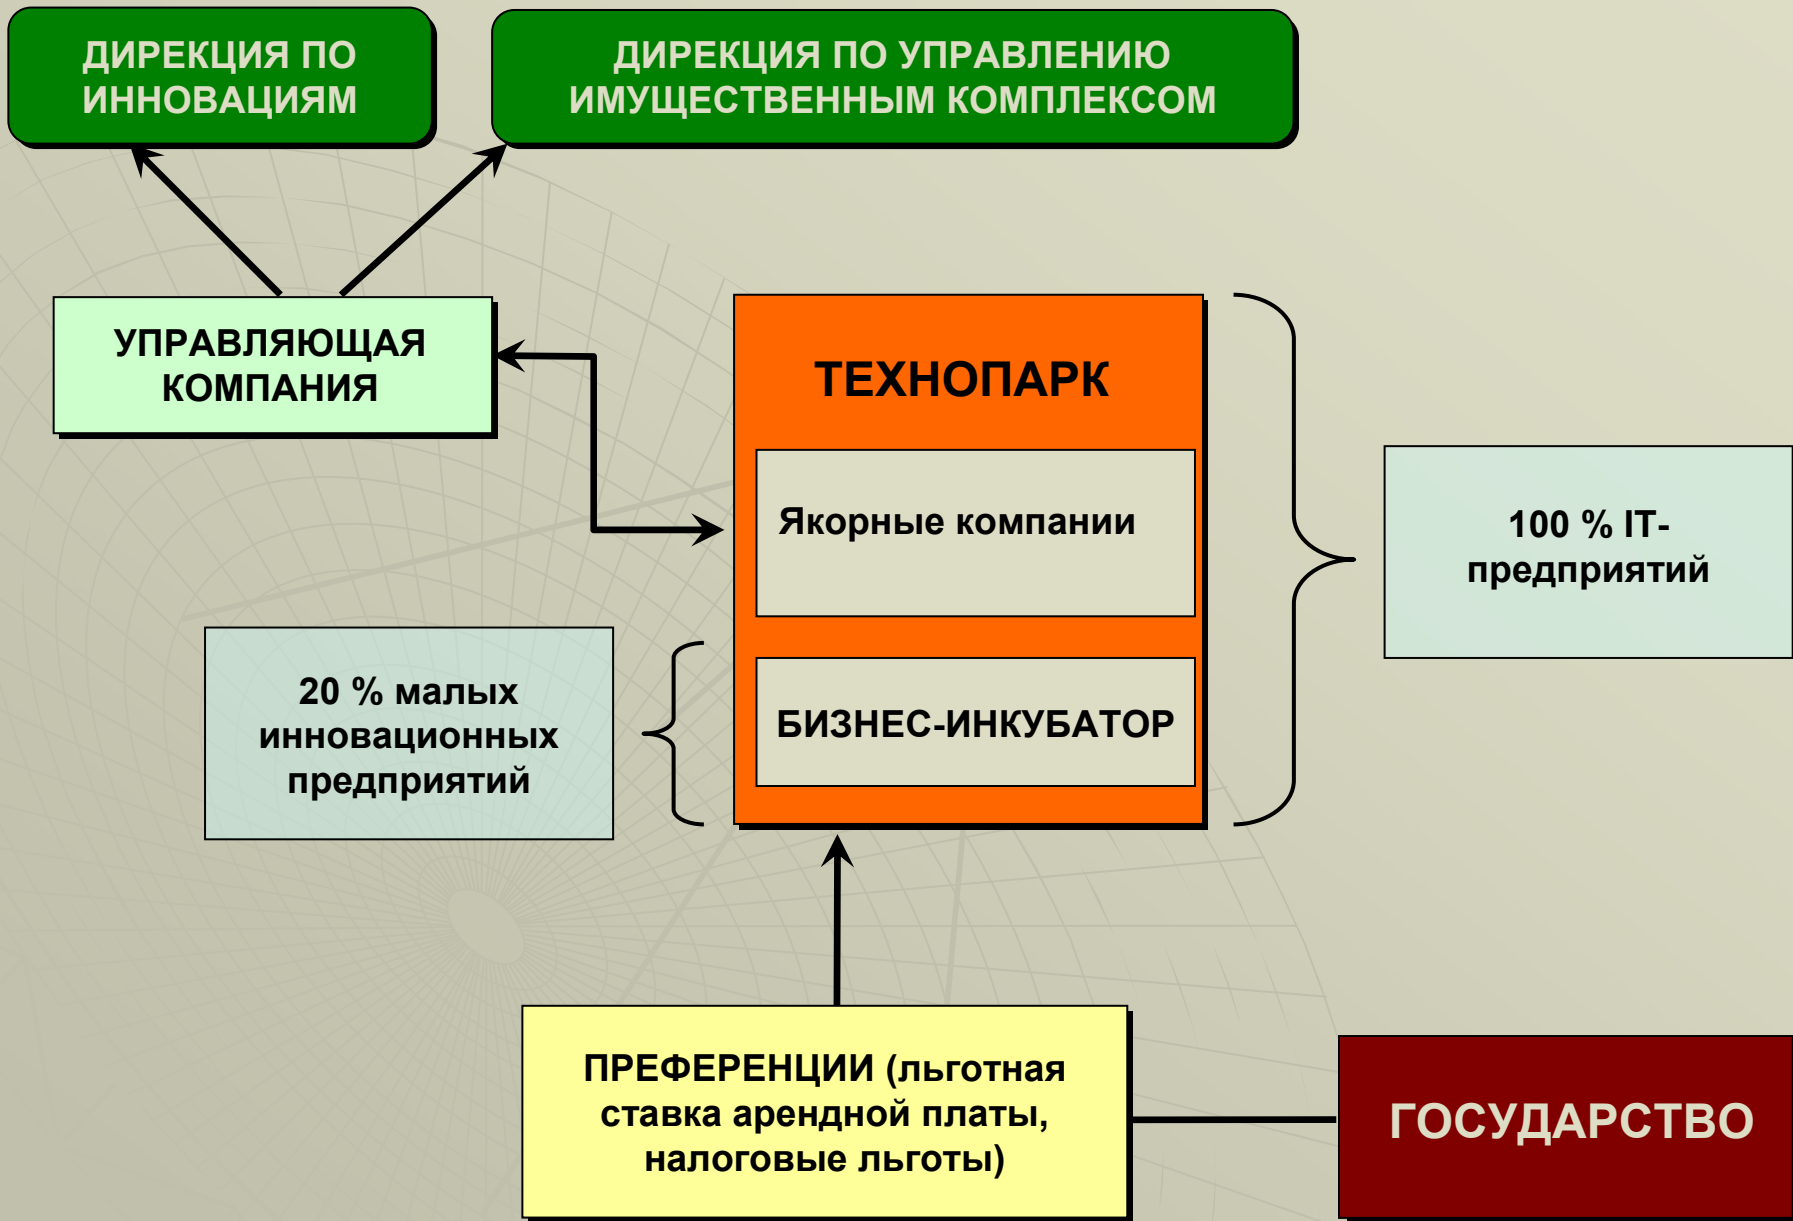 ДИРЕКЦИЯ ПО
ИННОВАЦИЯМ
ДИРЕКЦИЯ ПО УПРАВЛЕНИЮ
ИМУЩЕСТВЕННЫМ КОМПЛЕКСОМ
УПРАВЛЯЮЩАЯ
КОМПАНИЯ
ТЕХНОПАРК
Якорные компании
БИЗНЕС-ИНКУБАТОР
100 % IT-
предприятий
20 % малых
инновационных
предприятий
ПРЕФЕРЕНЦИИ (льготная
ставка арендной платы,
налоговые льготы)
ГОСУДАРСТВО